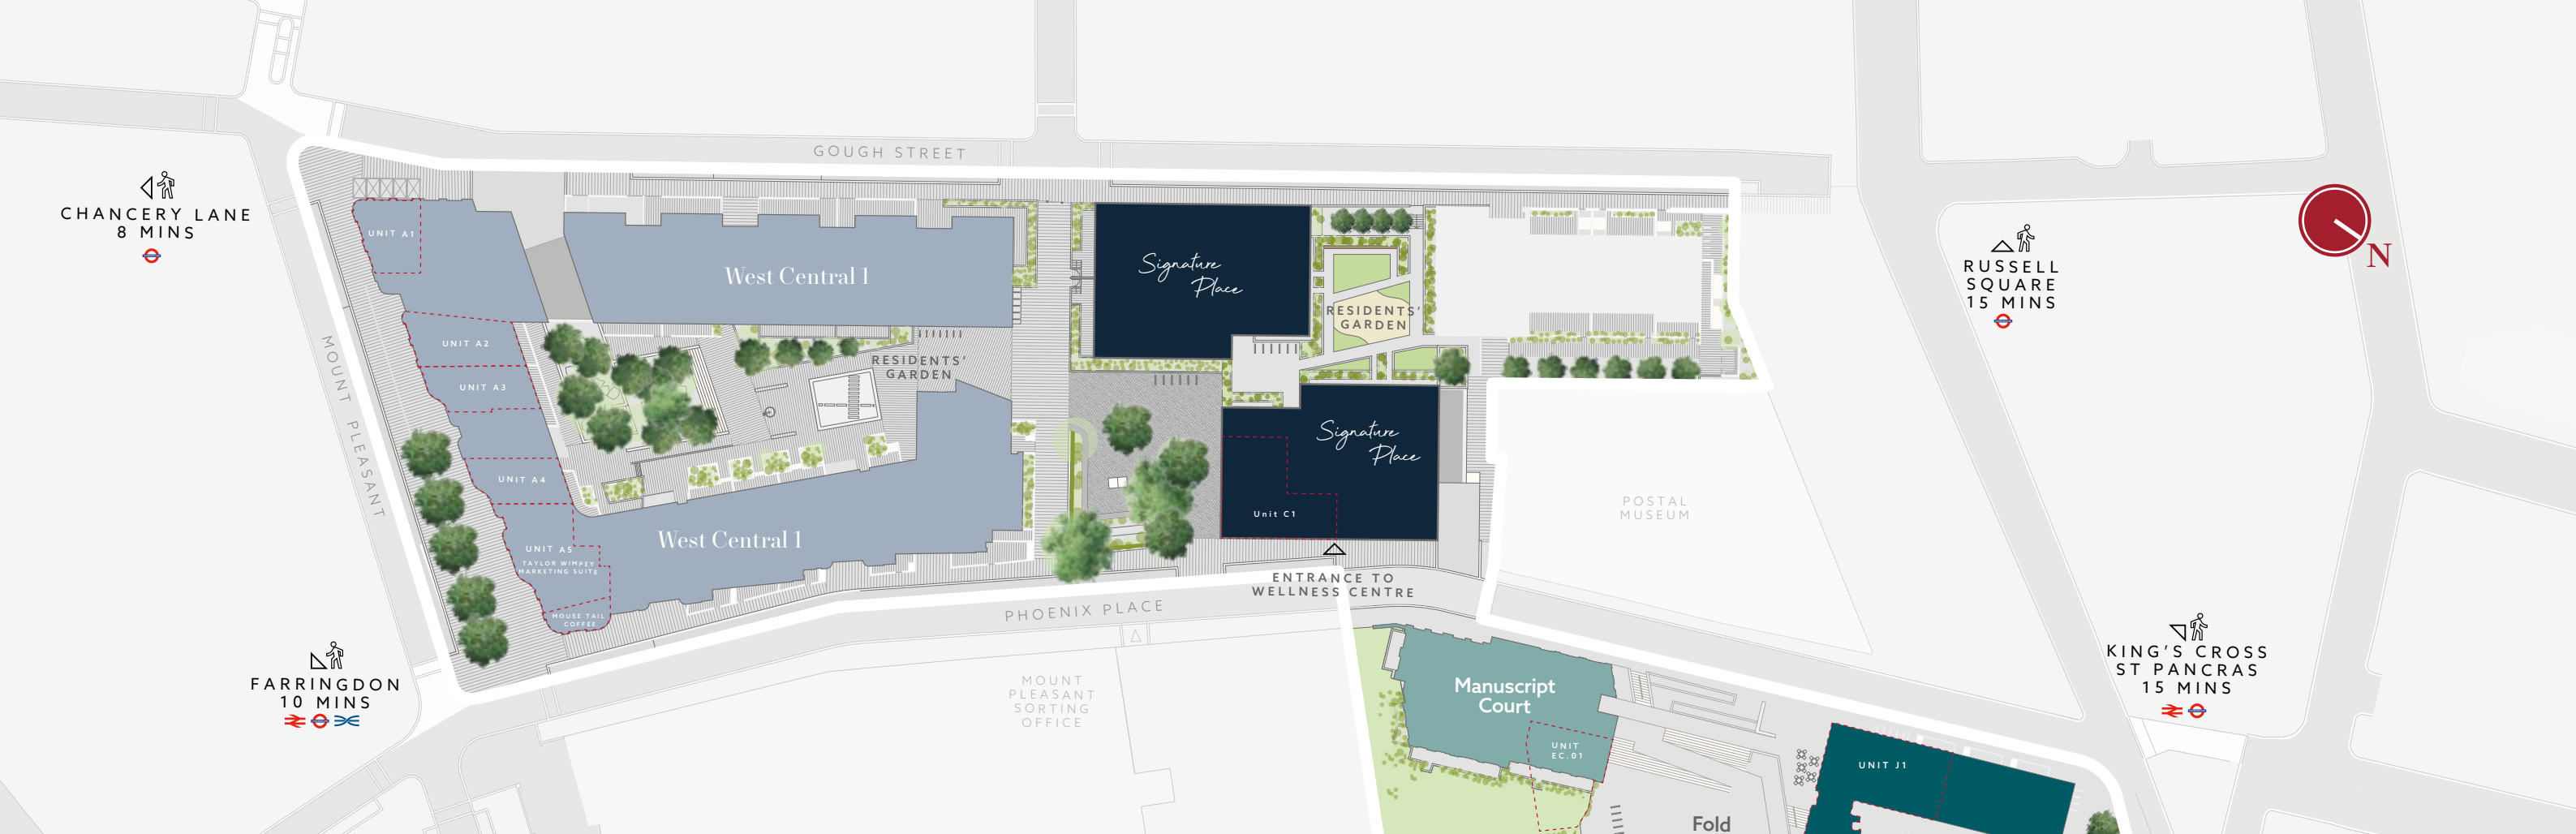 GOUGH STREET
CHANCERY LANE
8 MINS
UNIT A1
West Central 1
Signature
Place
RESIDENTS'
GARDEN
RUSSELL
SQUARE
15 MINS
N
UNIT A2
UNIT A3
RESIDENTS'
GARDEN
MOUNT PLEASANT
UNIT A4
Signature
Place
Unit C1
POSTAL
MUSEUM
UNIT A5
TAYLOR WIMPEY
MARKETING SUITE
West Central 1
MOUSE TAIL
COFFEE
ENTRANCE TO
WELLNESS CENTRE
PHOENIX PLACE
FARRINGDON
10 MINS
MOUNT
PLEASANT
SORTING
OFFICE
Manuscript
Court
UNIT
EC.01
KING'S CROSS
ST PANCRAS
15 MINS
UNIT J1
Fold